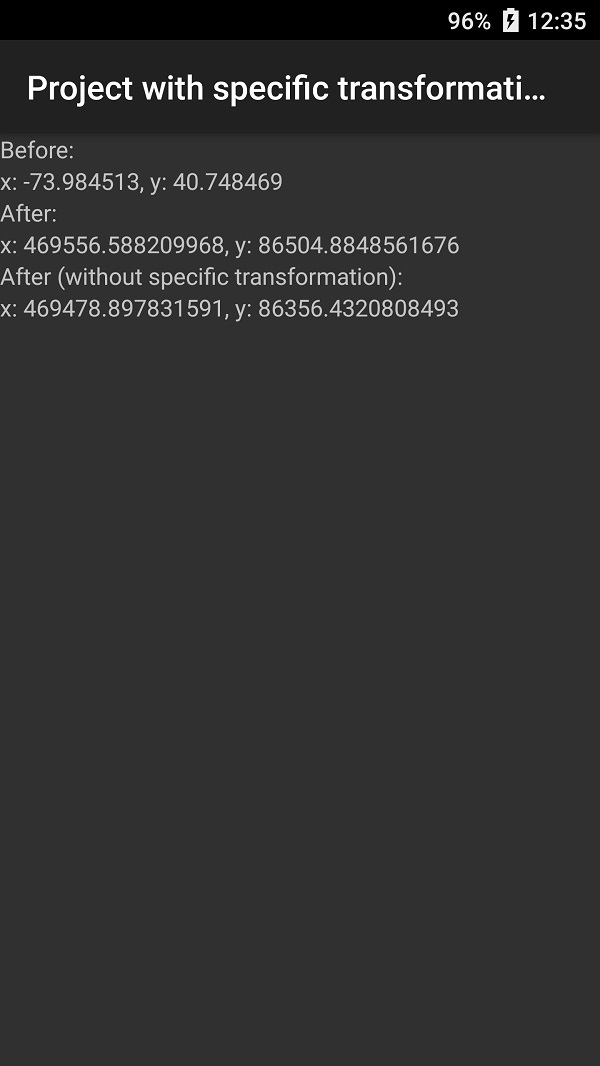 96% 12:35
Project with specific transformati...
Before:
x: -73.984513, y: 40.748469
After:
x: 469556.588209968, y: 86504.8848561676
After (without specific transformation):
x: 469478.897831591, y: 86356.4320808493